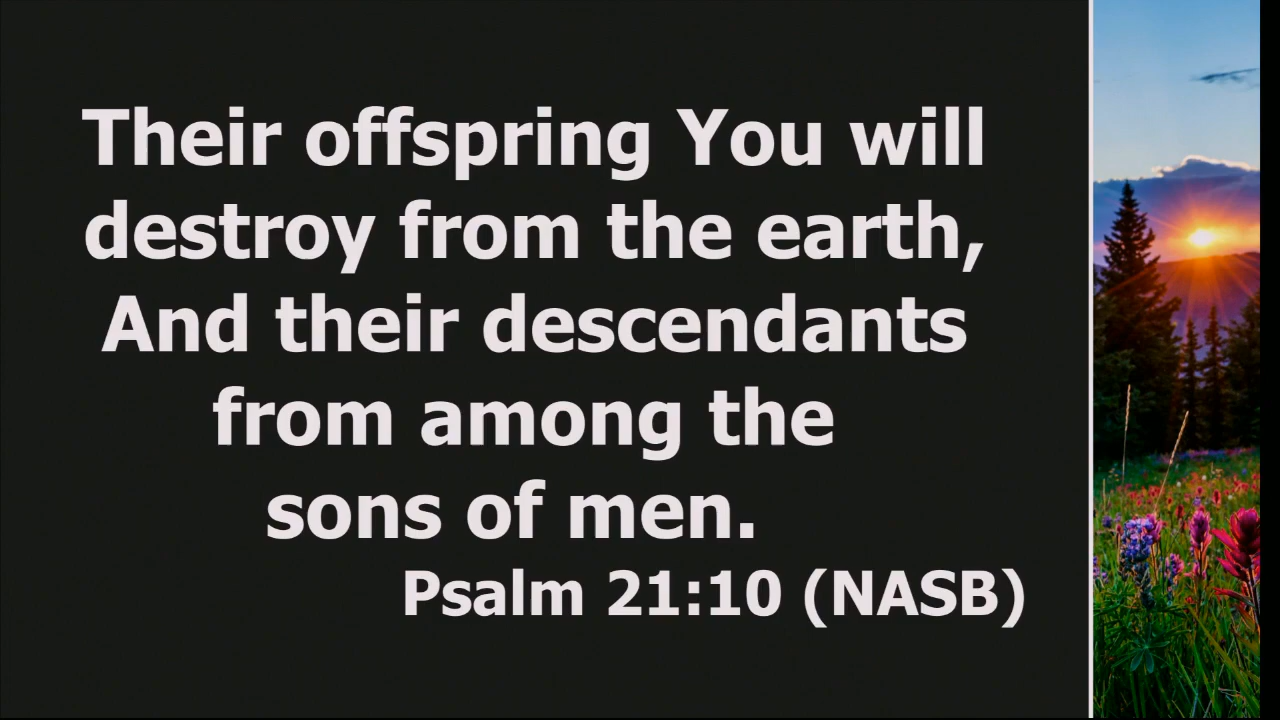 Their offspring You will
destroy from the earth,
And their descendants
from among the
sons of men.
Psalm 21:10 (NASB)